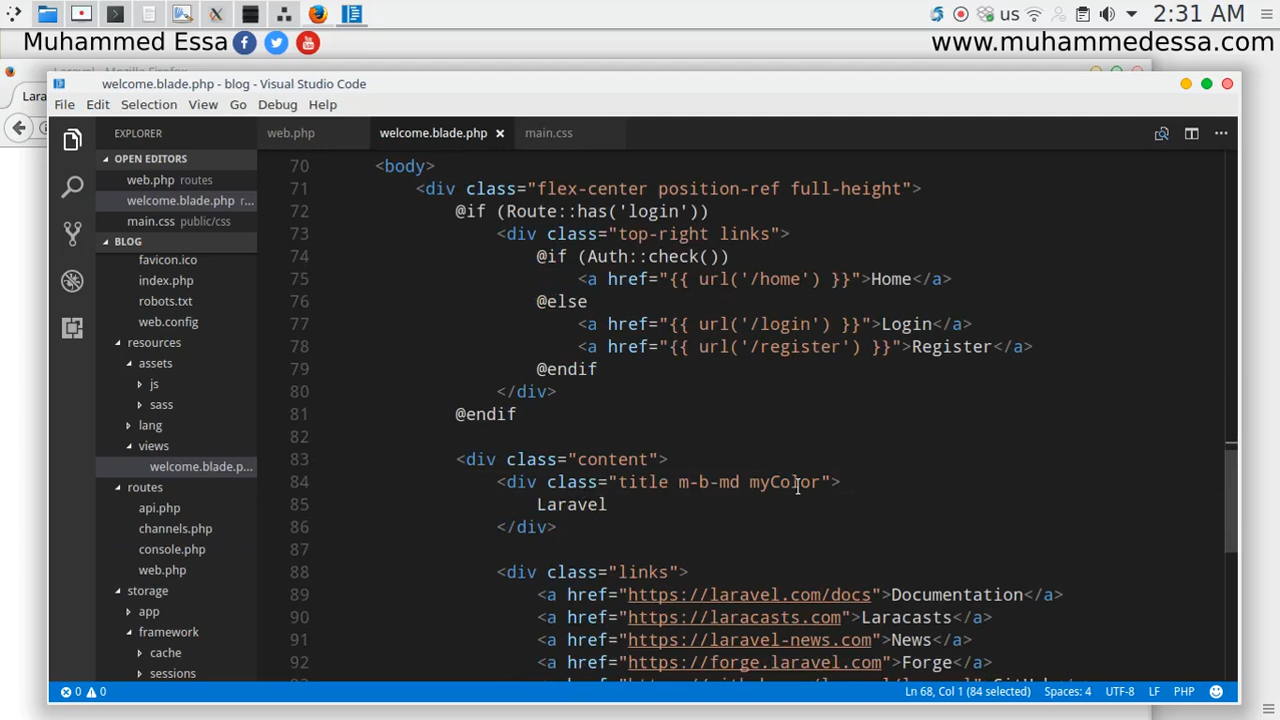 us 2:31 AM
Muhammed Essa www.muhammedessa.com
welcome.blade.php - blog - Visual Studio Code
Lara
File Edit Selection View Go Debug Help
EXPLORER web.php welcome.blade.php main.css
OPEN EDITORS
web.php routes
welcome.blade.php r...
main.css public/css
BLOG
favicon.ico
index.php
robots.txt
web.config
resources
assets
js
sass
lang
views
welcome.blade.p...
routes
api.php
channels.php
console.php
web.php
storage
app
framework
cache
sessions
70 <body>
71 <div class="flex-center position-ref full-height">
72 @if (Route::has('login'))
73 <div class="top-right links">
74 @if (Auth::check())
75 <a href="{{ url('/home') }}">Home</a>
76 @else
77 <a href="{{ url('/login') }}">Login</a>
78 <a href="{{ url('/register') }}">Register</a>
79 @endif
80 </div>
81 @endif
82
83 <div class="content">
84 <div class="title m-b-md myColor">
85 Laravel
86 </div>
87
88 <div class="links">
89 <a href="https://laravel.com/docs">Documentation</a>
90 <a href="https://laracasts.com">Laracasts</a>
91 <a href="https://laravel-news.com">News</a>
92 <a href="https://forge.laravel.com">Forge</a>
0 0 Ln 68, Col 1 (84 selected) Spaces: 4 UTF-8 LF PHP